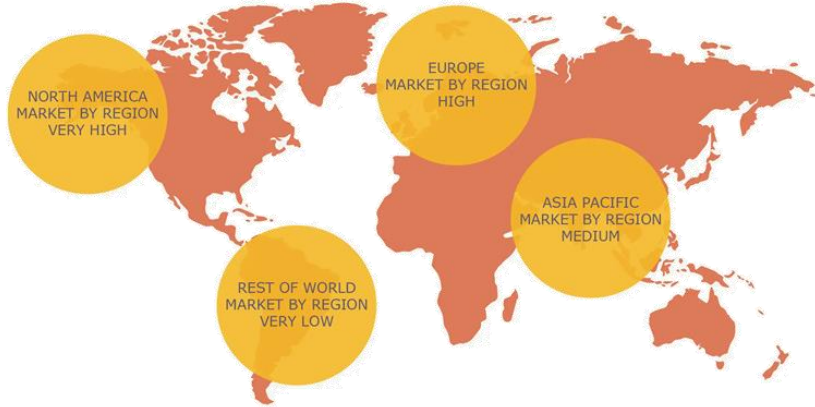 NORTH AMERICA
MARKET BY REGION
VERY HIGH
EUROPE
MARKET BY REGION
HIGH
ASIA PACIFIC
MARKET BY REGION
MEDIUM
REST OF WORLD
MARKET BY REGION
VERY LOW